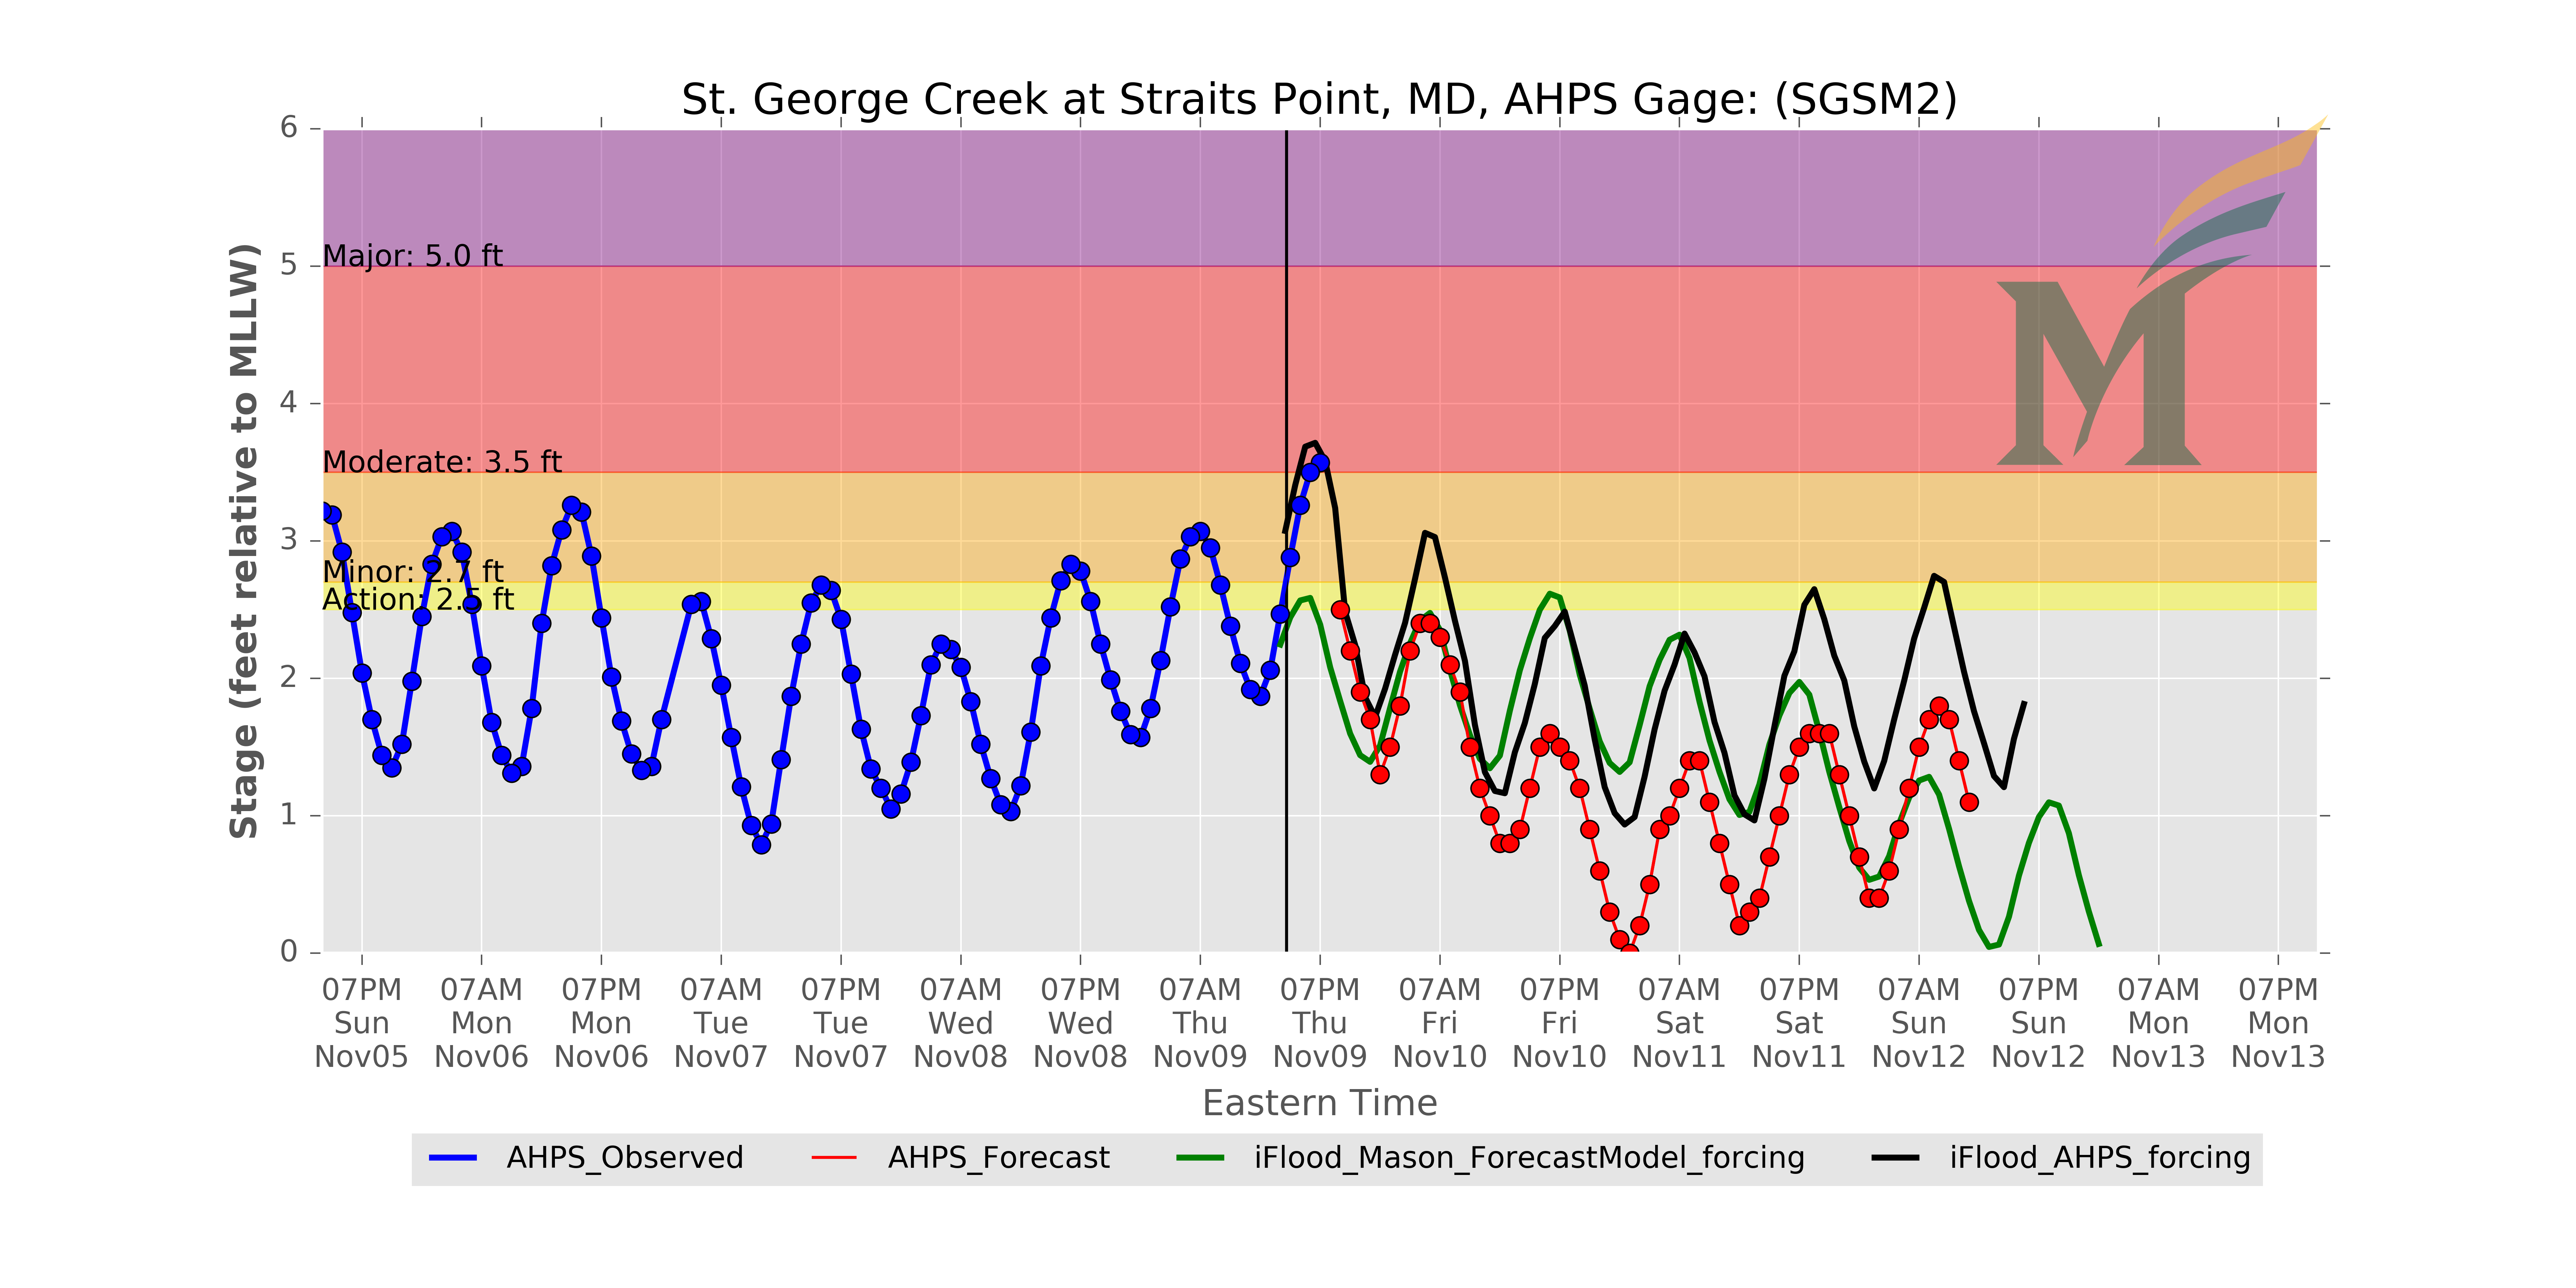 St. George Creek at Straits Point, MD, AHPS Gage: (SGSM2)
Stage (feet relative to MLLW)
6
5
4
3
2
1
0
Major: 5.0 ft
Moderate: 3.5 ft
Minor: 2.7 ft
Action: 2.5 ft
07PM 07AM 07PM 07AM 07PM 07AM 07PM 07AM 07PM 07AM 07PM 07AM 07PM 07AM 07PM 07AM 07PM
Sun Mon Mon Tue Tue Wed Wed Thu Thu Fri Fri Sat Sat Sun Sun Mon Mon
Nov05 Nov06 Nov06 Nov07 Nov07 Nov08 Nov08 Nov09 Nov09 Nov10 Nov10 Nov11 Nov11 Nov12 Nov12 Nov13 Nov13
Eastern Time
AHPS_Observed AHPS_Forecast iFlood_Mason_ForecastModel_forcing iFlood_AHPS_forcing